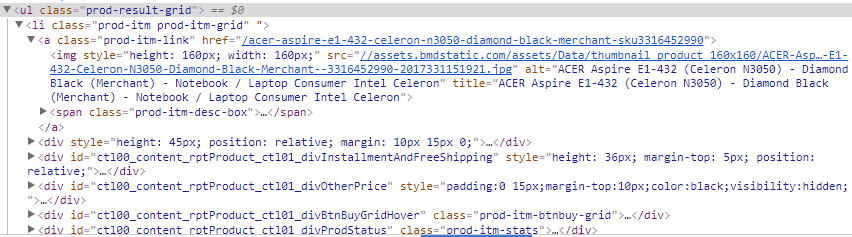 ▼<ul class="prod-result-grid"> == $0
▼<li class="prod-itm prod-itm-grid" ">
▼<a class="prod-itm-link" href="/acer-aspire-e1-432-celeron-n3050-diamond-black-merchant-sku3316452990">
<img style="height: 160px; width: 160px;" src="//assets.bmdstatic.com/assets/Data/thumbnail_product_160x160/ACER-Asp…-E1-
432-Celeron-N3050-Diamond-Black-Merchant--3316452990-2017331151921.jpg" alt="ACER Aspire E1-432 (Celeron N3050) - Diamond
Black (Merchant) - Notebook / Laptop Consumer Intel Celeron" title="ACER Aspire E1-432 (Celeron N3050) - Diamond
Black (Merchant) - Notebook / Laptop Consumer Intel Celeron">
▶<span class="prod-itm-desc-box">…</span>
</a>
▶<div style="height: 45px; position: relative; margin: 10px 15px 0;">…</div>
▶<div id="ctl00_content_rptProduct_ctl01_divInstallmentAndFreeShipping" style="height: 36px; margin-top: 5px; position:
relative;">…</div>
▶<div id="ctl00_content_rptProduct_ctl01_divOtherPrice" style="padding:0 15px;margin-top:10px;color:black;visibility:hidden;
">…</div>
▶<div id="ctl00_content_rptProduct_ctl01_divBtnBuyGridHover" class="prod-itm-btnbuy-grid">…</div>
▶<div id="ctl00_content_rptProduct_ctl01_divProdStatus" class="prod-itm-stats">…</div>